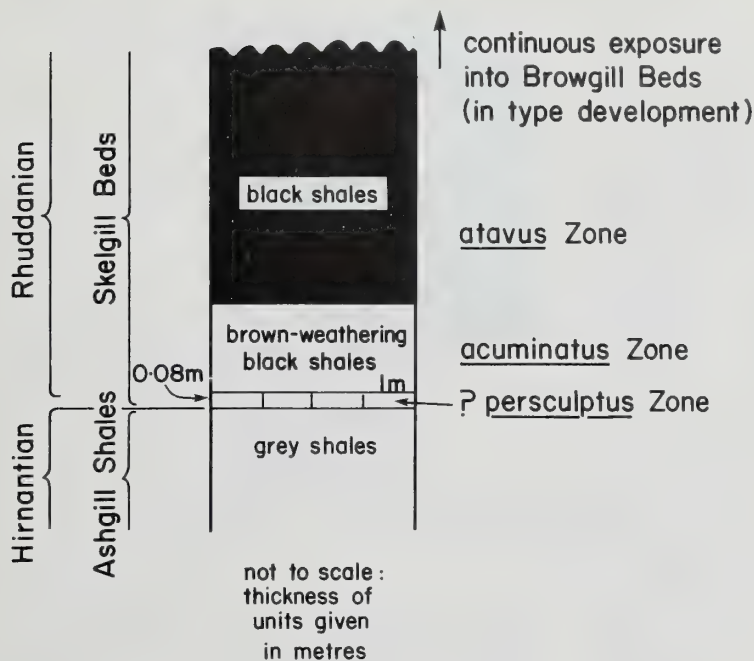 continuous exposure
into Browgill Beds
(in type development)
Rhuddanian
Skelgill Beds
black shales
atavus Zone
brown-weathering
black shales
acuminatus Zone
0·08m
1m
? persculptus Zone
Hirnantian
Ashgill Shales
grey shales
not to scale:
thickness of
units given
in metres